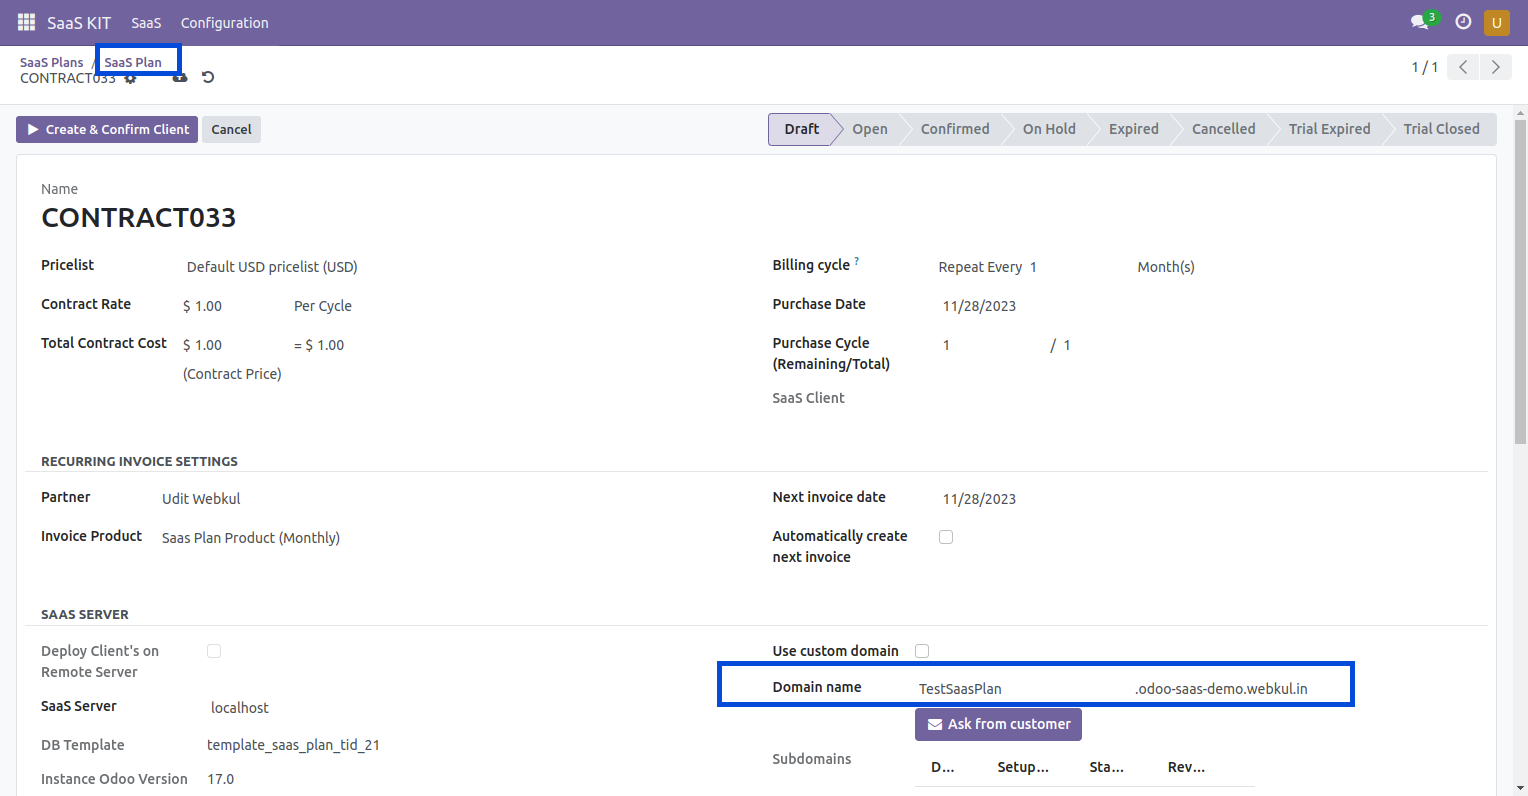 SaaS KIT SaaS Configuration 3 U
SaaS Plans / SaaS Plan
CONTRACT033
1 / 1
Create & Confirm Client Cancel
Draft Open Confirmed On Hold Expired Cancelled Trial Expired Trial Closed
Name
CONTRACT033
Pricelist Default USD pricelist (USD)
Billing cycle ? Repeat Every 1 Month(s)
Contract Rate $ 1.00 Per Cycle
Purchase Date 11/28/2023
Total Contract Cost $ 1.00 = $ 1.00
(Contract Price)
Purchase Cycle 1 / 1
(Remaining/Total)
SaaS Client
RECURRING INVOICE SETTINGS
Partner Udit Webkul
Next invoice date 11/28/2023
Invoice Product Saas Plan Product (Monthly)
Automatically create
next invoice
SAAS SERVER
Deploy Client's on
Remote Server
Use custom domain
Domain name TestSaasPlan .odoo-saas-demo.webkul.in
SaaS Server localhost
Ask from customer
DB Template template_saas_plan_tid_21
Subdomains D... Setup... Sta... Rev...
Instance Odoo Version 17.0